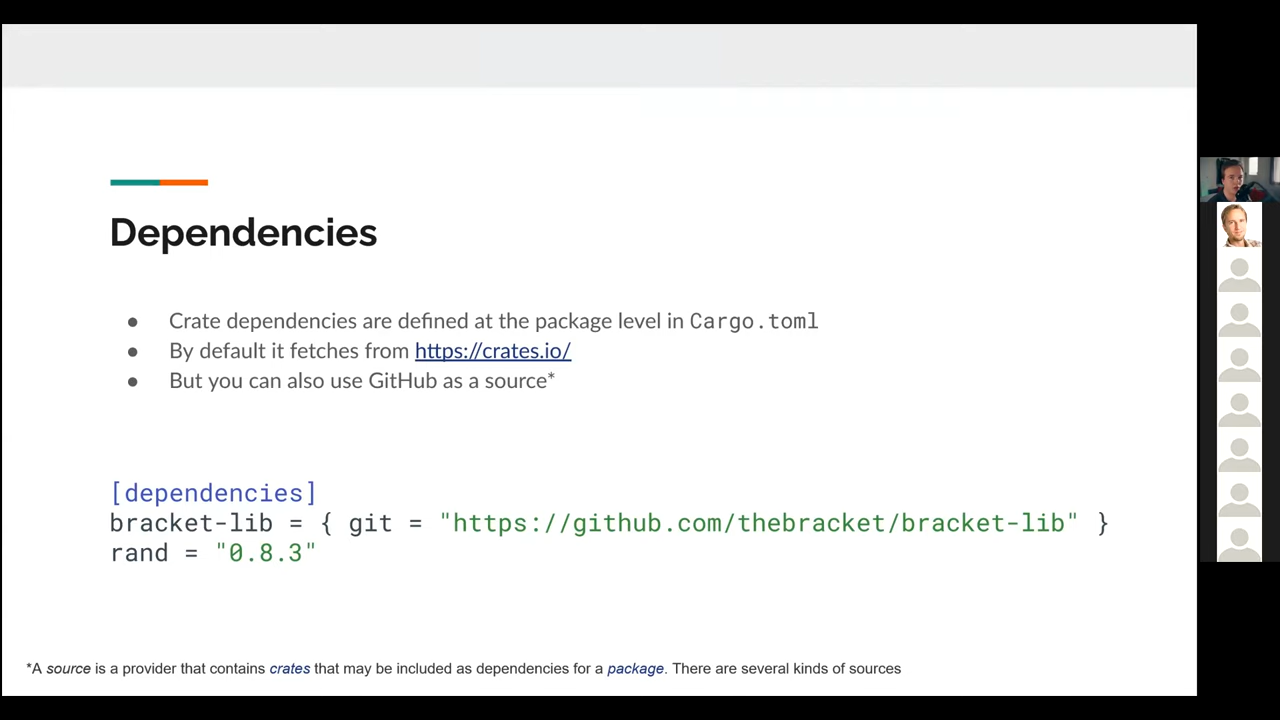 Dependencies
● Crate dependencies are defined at the package level in Cargo.toml
● By default it fetches from https://crates.io/
● But you can also use GitHub as a source*
[dependencies]
bracket-lib = { git = "https://github.com/thebracket/bracket-lib" }
rand = "0.8.3"
*A source is a provider that contains crates that may be included as dependencies for a package. There are several kinds of sources